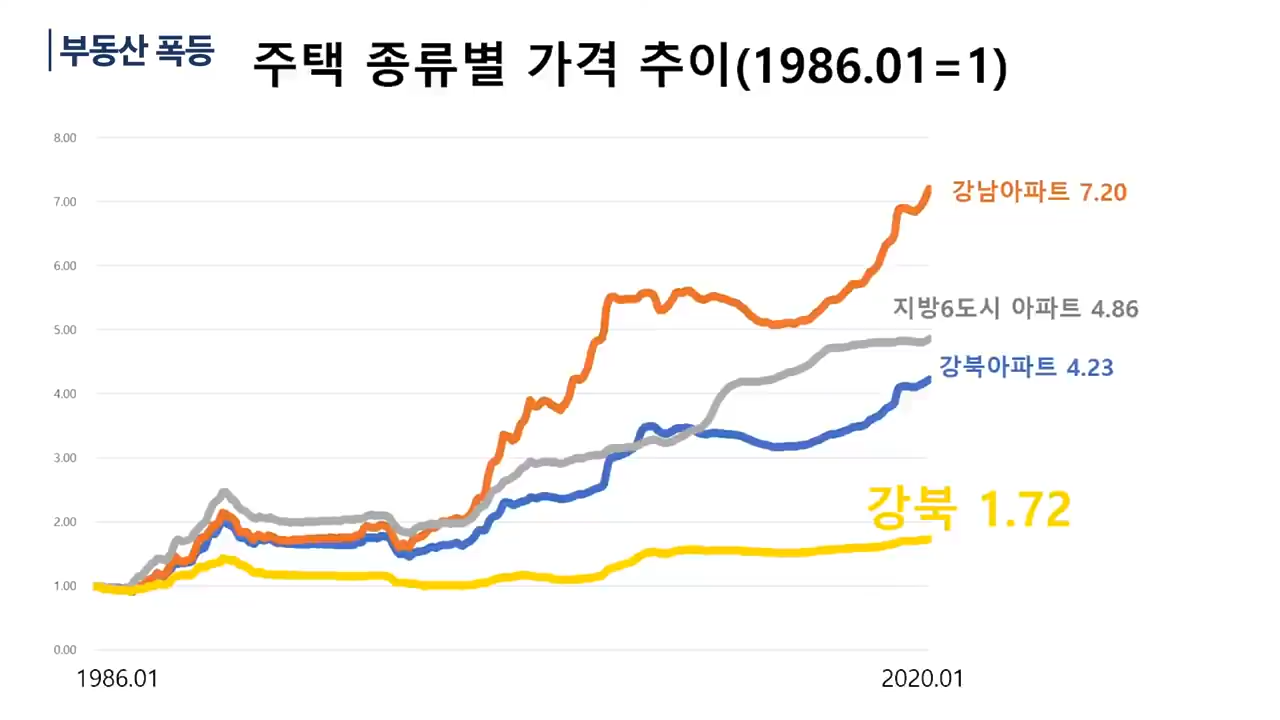 부동산 폭등
주택 종류별 가격 추이(1986.01=1)
8.00
7.00
6.00
5.00
4.00
3.00
2.00
1.00
0.00
강남아파트 7.20
지방6도시 아파트 4.86
강북아파트 4.23
강북 1.72
1986.01
2020.01